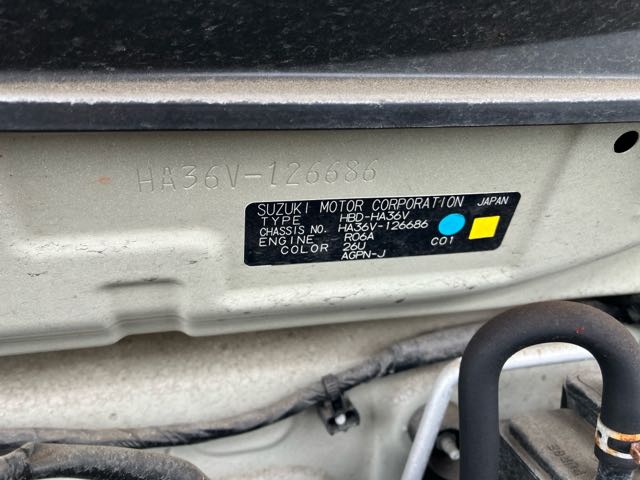 HA36V-126686
SUZUKI MOTOR CORPORATION JAPAN
TYPE HBD-HA36V
CHASSIS NO. HA36V-126686
ENGINE R06A
COLOR 26U C01
AGPN-J